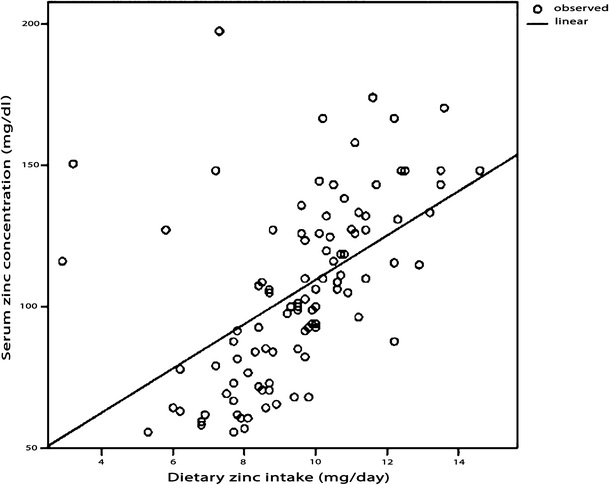 observed
linear
200
150
100
50
4 6 8 10 12 14
Serum zinc concentration (mg/dl)
Dietary zinc intake (mg/day)